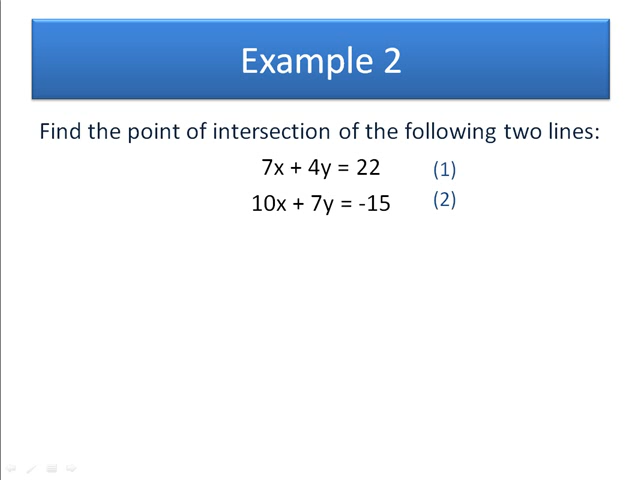 Example 2
Find the point of intersection of the following two lines:
7x + 4y = 22 (1)
10x + 7y = -15 (2)